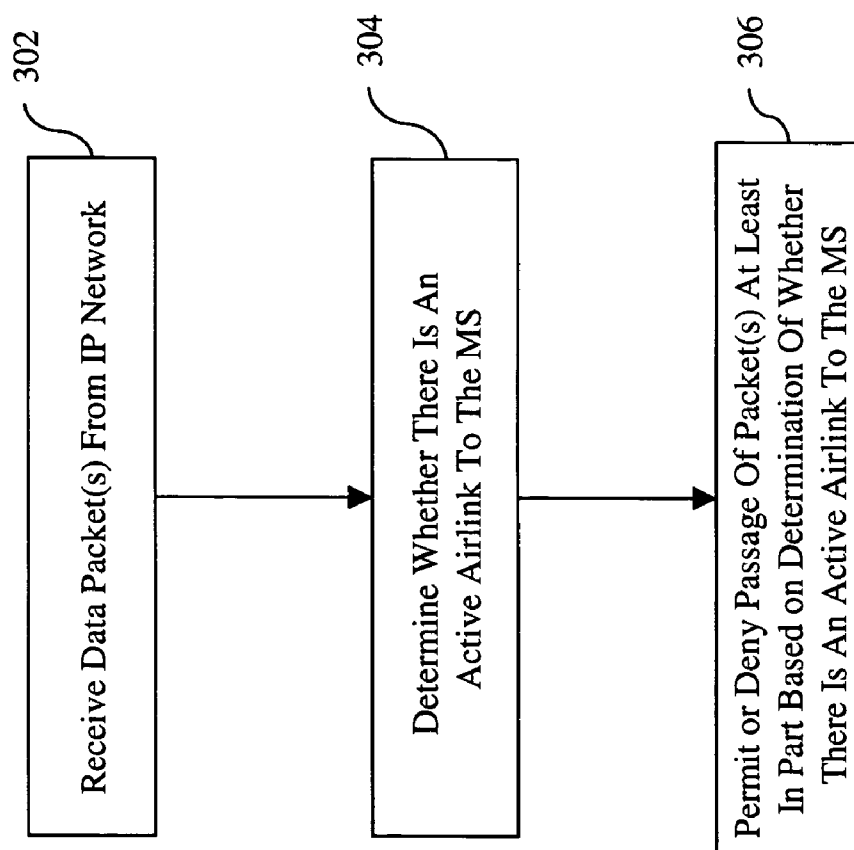 302
Receive Data Packet(s) From IP Network
304
Determine Whether There Is An
Active Airlink To The MS
306
Permit or Deny Passage Of Packet(s) At Least
In Part Based on Determination Of Whether
There Is An Active Airlink To The MS